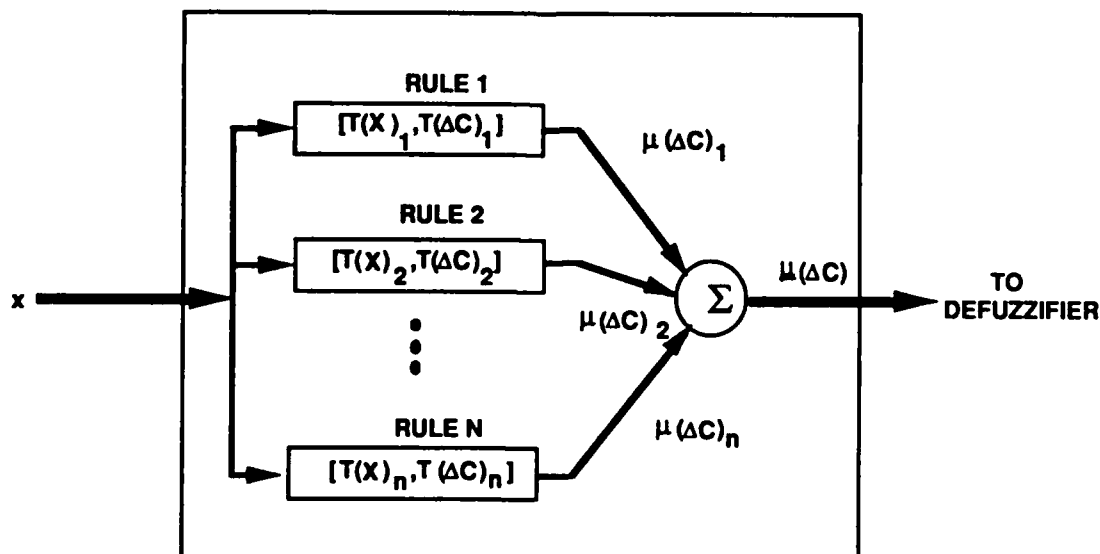 RULE 1
[T(X)1,T(ΔC)1]
μ(ΔC)1
RULE 2
[T(X)2,T(ΔC)2]
μ(ΔC)
x
Σ
TO
DEFUZZIFIER
μ(ΔC) 2
RULE N
μ(ΔC)n
[T(X)n,T(ΔC)n]